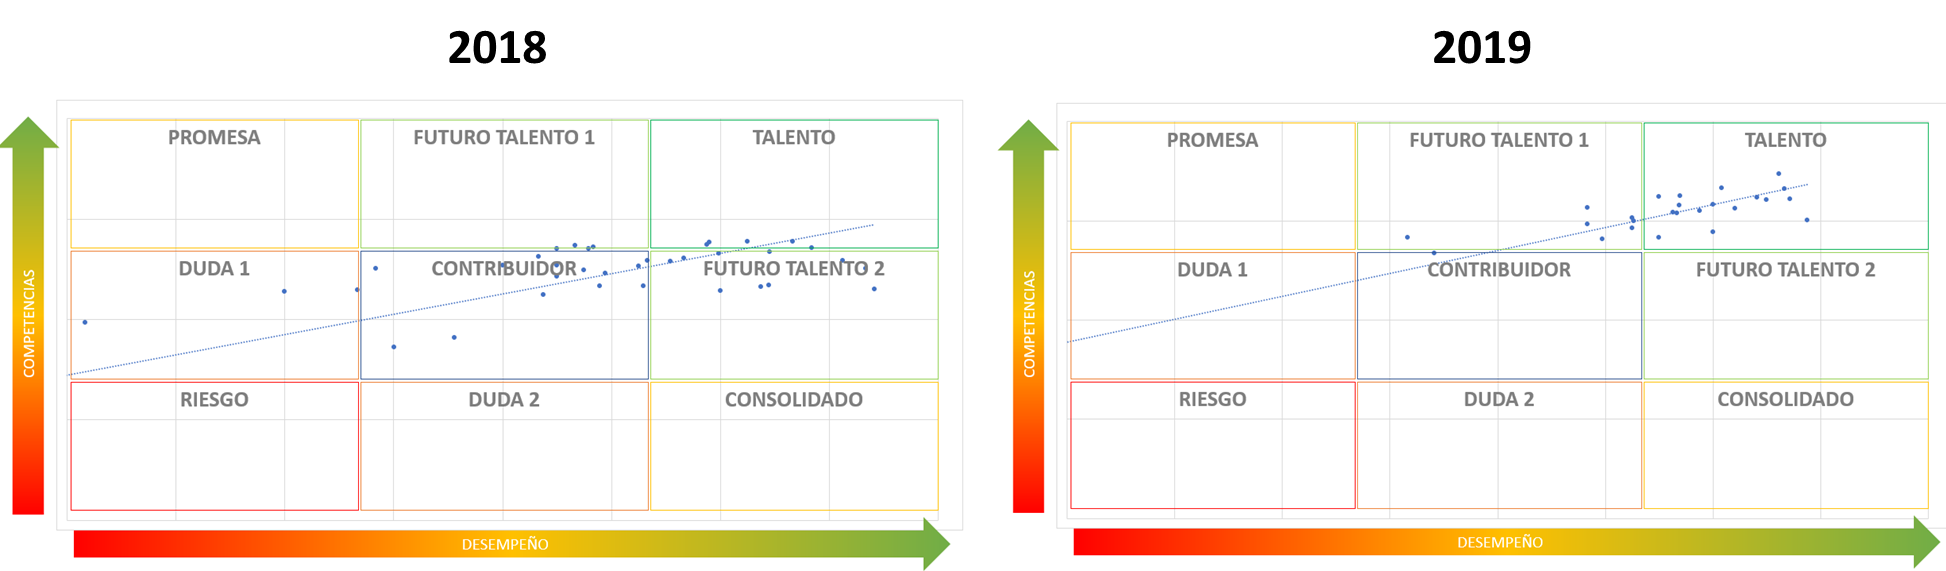 2018
PROMESA
FUTURO TALENTO 1
TALENTO
DUDA 1
CONTRIBUIDOR
FUTURO TALENTO 2
RIESGO
DUDA 2
CONSOLIDADO
COMPETENCIAS
DESEMPEÑO
2019
PROMESA
FUTURO TALENTO 1
TALENTO
DUDA 1
CONTRIBUIDOR
FUTURO TALENTO 2
RIESGO
DUDA 2
CONSOLIDADO
COMPETENCIAS
DESEMPEÑO